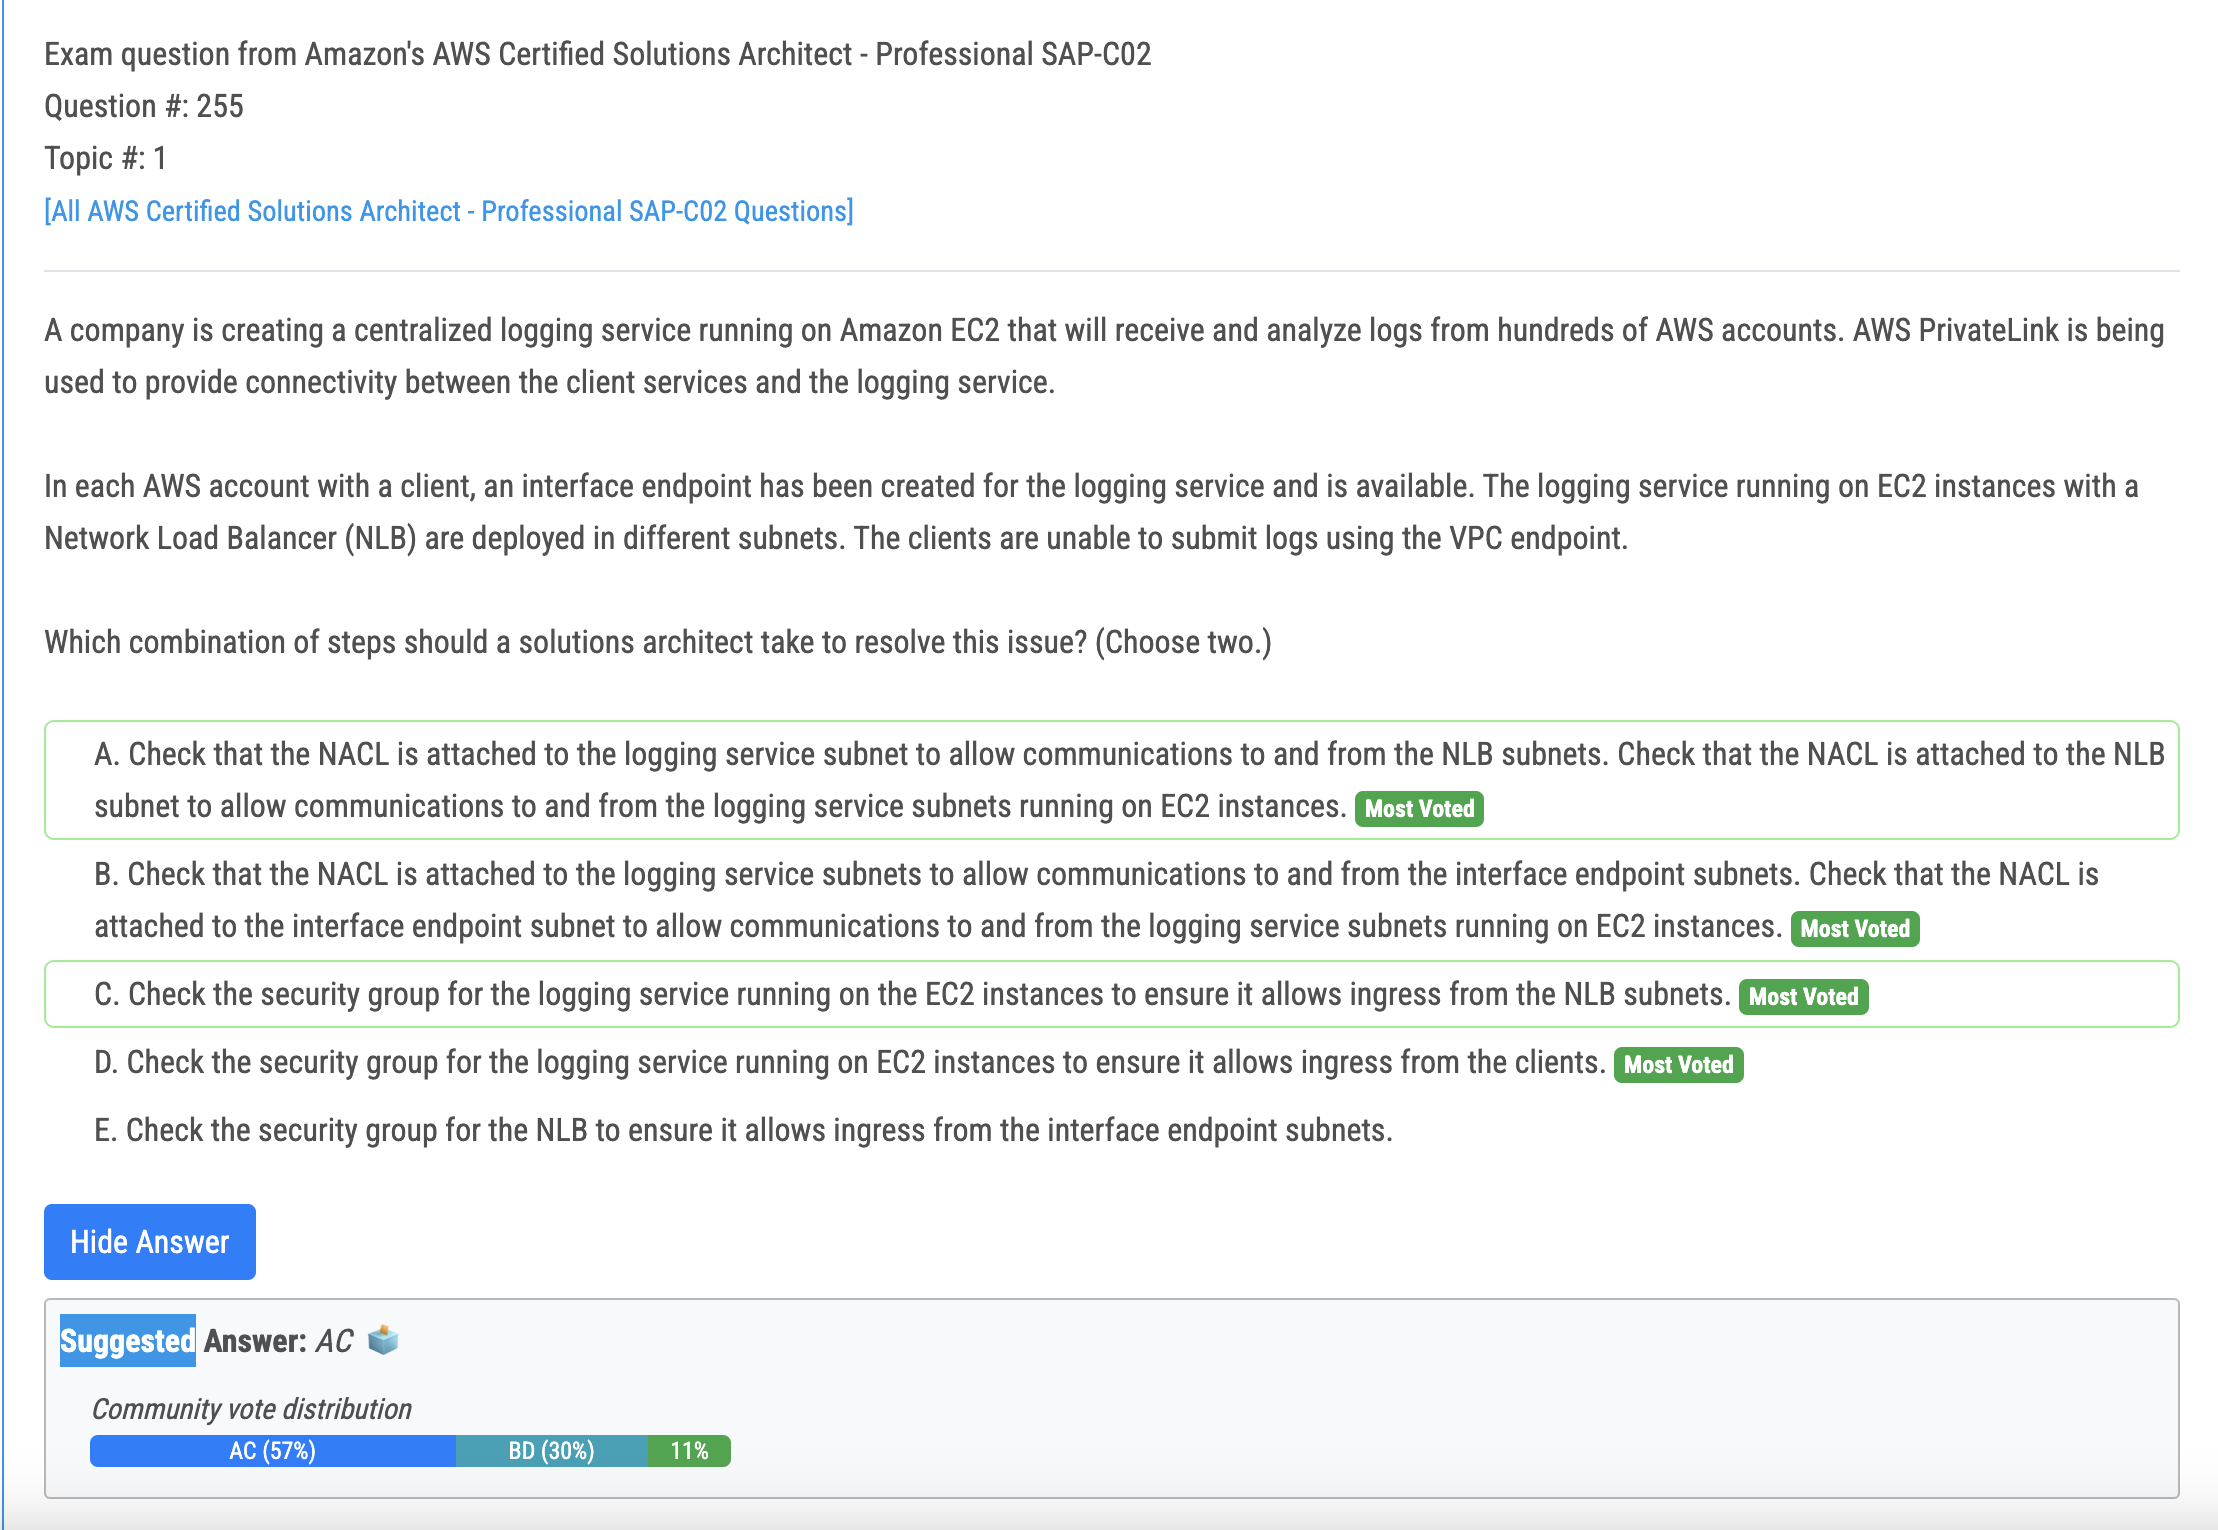 Exam question from Amazon's AWS Certified Solutions Architect - Professional SAP-C02
Question #: 255
Topic #: 1
[All AWS Certified Solutions Architect - Professional SAP-C02 Questions]
A company is creating a centralized logging service running on Amazon EC2 that will receive and analyze logs from hundreds of AWS accounts. AWS PrivateLink is being
used to provide connectivity between the client services and the logging service.
In each AWS account with a client, an interface endpoint has been created for the logging service and is available. The logging service running on EC2 instances with a
Network Load Balancer (NLB) are deployed in different subnets. The clients are unable to submit logs using the VPC endpoint.
Which combination of steps should a solutions architect take to resolve this issue? (Choose two.)
A. Check that the NACL is attached to the logging service subnet to allow communications to and from the NLB subnets. Check that the NACL is attached to the NLB
subnet to allow communications to and from the logging service subnets running on EC2 instances. Most Voted
B. Check that the NACL is attached to the logging service subnets to allow communications to and from the interface endpoint subnets. Check that the NACL is
attached to the interface endpoint subnet to allow communications to and from the logging service subnets running on EC2 instances. Most Voted
C. Check the security group for the logging service running on the EC2 instances to ensure it allows ingress from the NLB subnets. Most Voted
D. Check the security group for the logging service running on EC2 instances to ensure it allows ingress from the clients. Most Voted
E. Check the security group for the NLB to ensure it allows ingress from the interface endpoint subnets.
Hide Answer
Suggested Answer: AC
Community vote distribution
AC (57%) BD (30%) 11%